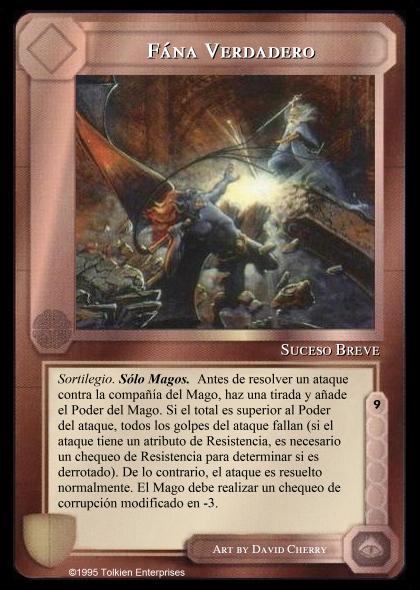 Fána Verdadero
Suceso Breve
Sortilegio. Sólo Magos. Antes de resolver un ataque
contra la compañía del Mago, haz una tirada y añade
el Poder del Mago. Si el total es superior al Poder
del ataque, todos los golpes del ataque fallan (si el
ataque tiene un atributo de Resistencia, es necesario
un chequeo de Resistencia para determinar si es
derrotado). De lo contrario, el ataque es resuelto
normalmente. El Mago debe realizar un chequeo de
corrupción modificado en -3.
9
Art by David Cherry
©1995 Tolkien Enterprises